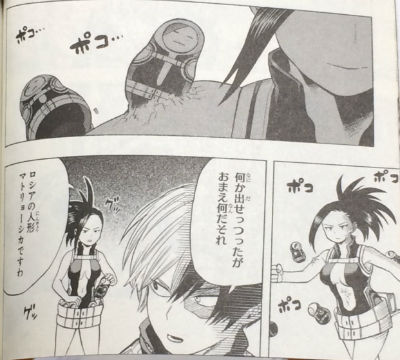 ポコ…
ポコ…
ポコ
ポコ
ポコ
何か出せっつったが
おまえ何だそれ
ゲッ
ロシアの人形
マトリョーシカですわ
ゲッ